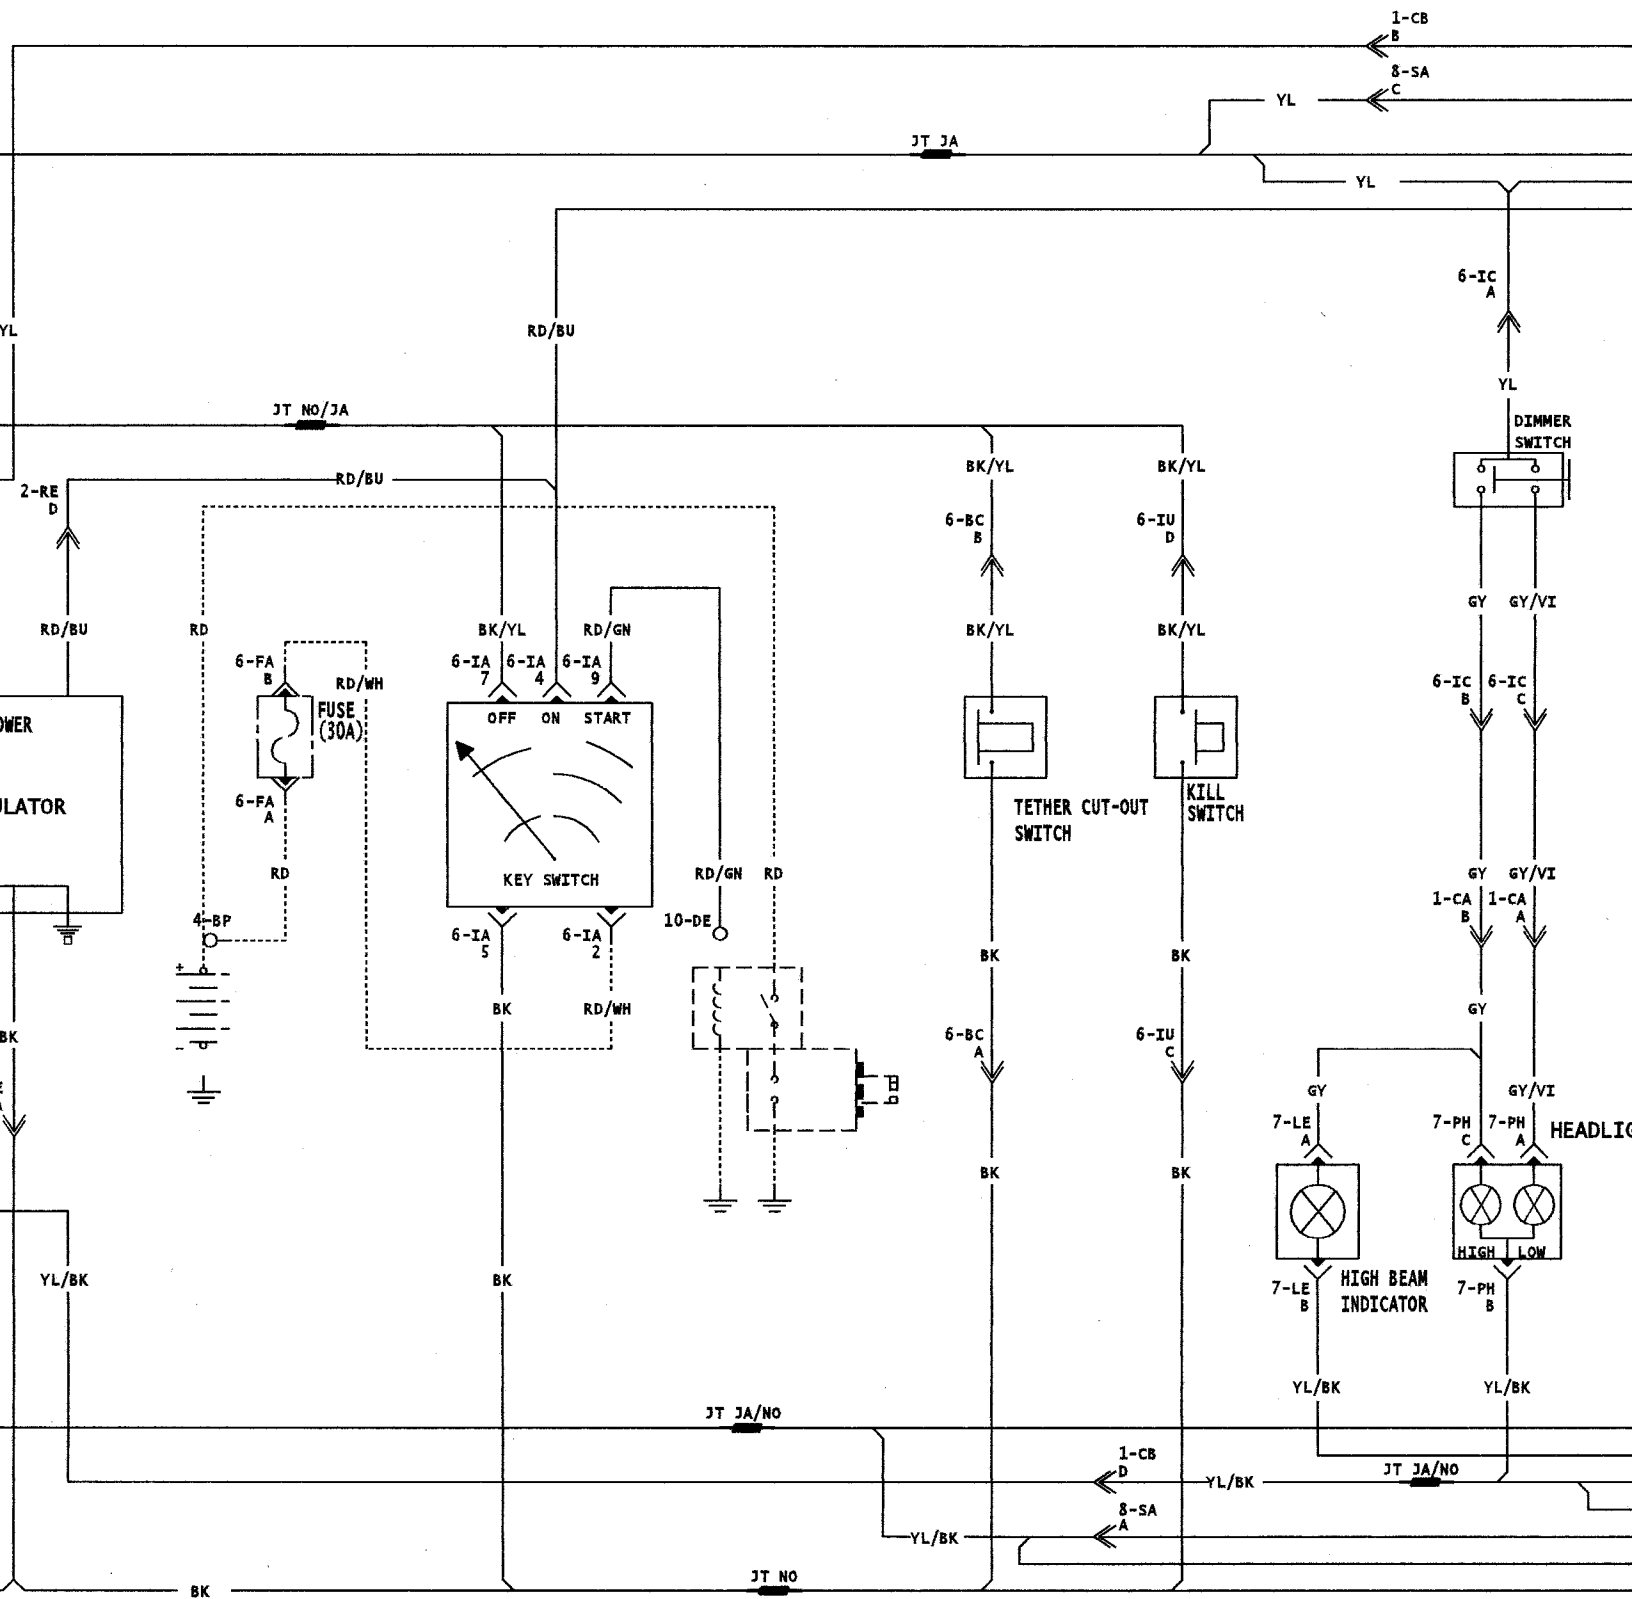 1-CB
B
8-SA
C
YL
JT JA
YL
6-IC
A
YL
RD/BU
YL
JT NO/JA
DIMMER
SWITCH
BK/YL
BK/YL
RD/BU
2-RE
D
6-BC
B
6-IU
D
GY
GY/VI
RD/BU
RD
BK/YL
RD/GN
BK/YL
BK/YL
6-FA
B
6-IA
7
6-IA
4
6-IA
9
RD/WH
6-IC
B
6-IC
C
FUSE
(30A)
OFF
ON
START
OWER
ULATOR
6-FA
A
KILL
SWITCH
TETHER CUT-OUT
SWITCH
RD
KEY SWITCH
RD/GN
RD
GY
GY/VI
1-CA
B
1-CA
A
4-BP
10-DE
6-IA
5
6-IA
2
BK
BK
+
-
BK
RD/WH
GY
BK
6-BC
A
6-IU
C
GY
GY/VI
7-LE
A
7-PH
C
7-PH
A
HEADLIG
BK
BK
HIGH
LOW
YL/BK
BK
7-LE
B
HIGH BEAM
INDICATOR
7-PH
B
YL/BK
YL/BK
JT JA/NO
1-CB
D
YL/BK
JT JA/NO
8-SA
A
YL/BK
JT NO
BK